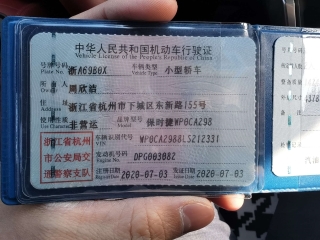 中华人民共和国机动车行驶证
Vehicle License of the People's Republic of China
号牌号码 浙A69B0X 车辆类型 小型轿车
Plate No. Vehicle Type
所有人 周欣洁
Owner
住址 浙江省杭州市下城区东新路155号
Address
使用性质 非营运 品牌型号 保时捷WP0CA298
Use Character Model
浙江省杭州
市公安局交
通警察支队
车辆识别代号 WP0CA2988LS212331
VIN
发动机号码 DPG003082
Engine No.
注册日期 2020-07-03 发证日期 2020-07-03
Register Date Issue Date